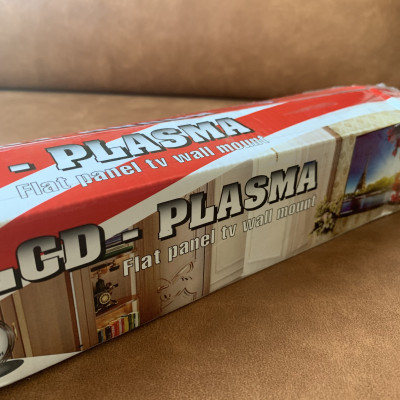 - PLASMA
Flat panel tv wall mount
LCD - PLASMA
Flat panel tv wall mount